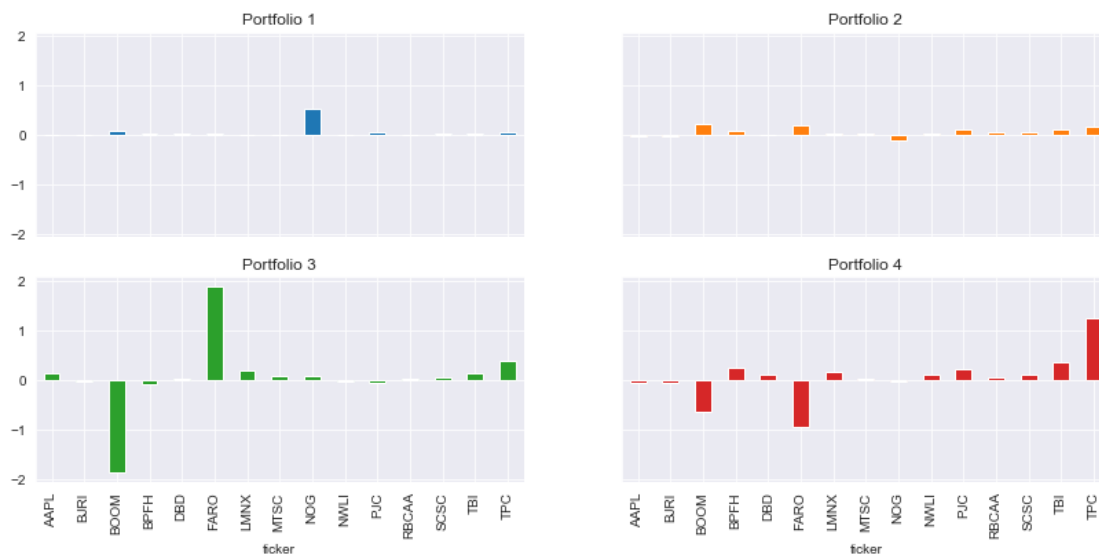 Portfolio 1
Portfolio 2
2
1
0
−1
−2
Portfolio 3
Portfolio 4
2
1
0
−1
−2
AAPL
BJRI
BOOM
BPFH
DBD
FARO
LMNX
MTSC
NOG
NWLI
PJC
RBCAA
SCSC
TBI
TPC
ticker
AAPL
BJRI
BOOM
BPFH
DBD
FARO
LMNX
MTSC
NOG
NWLI
PJC
RBCAA
SCSC
TBI
TPC
ticker